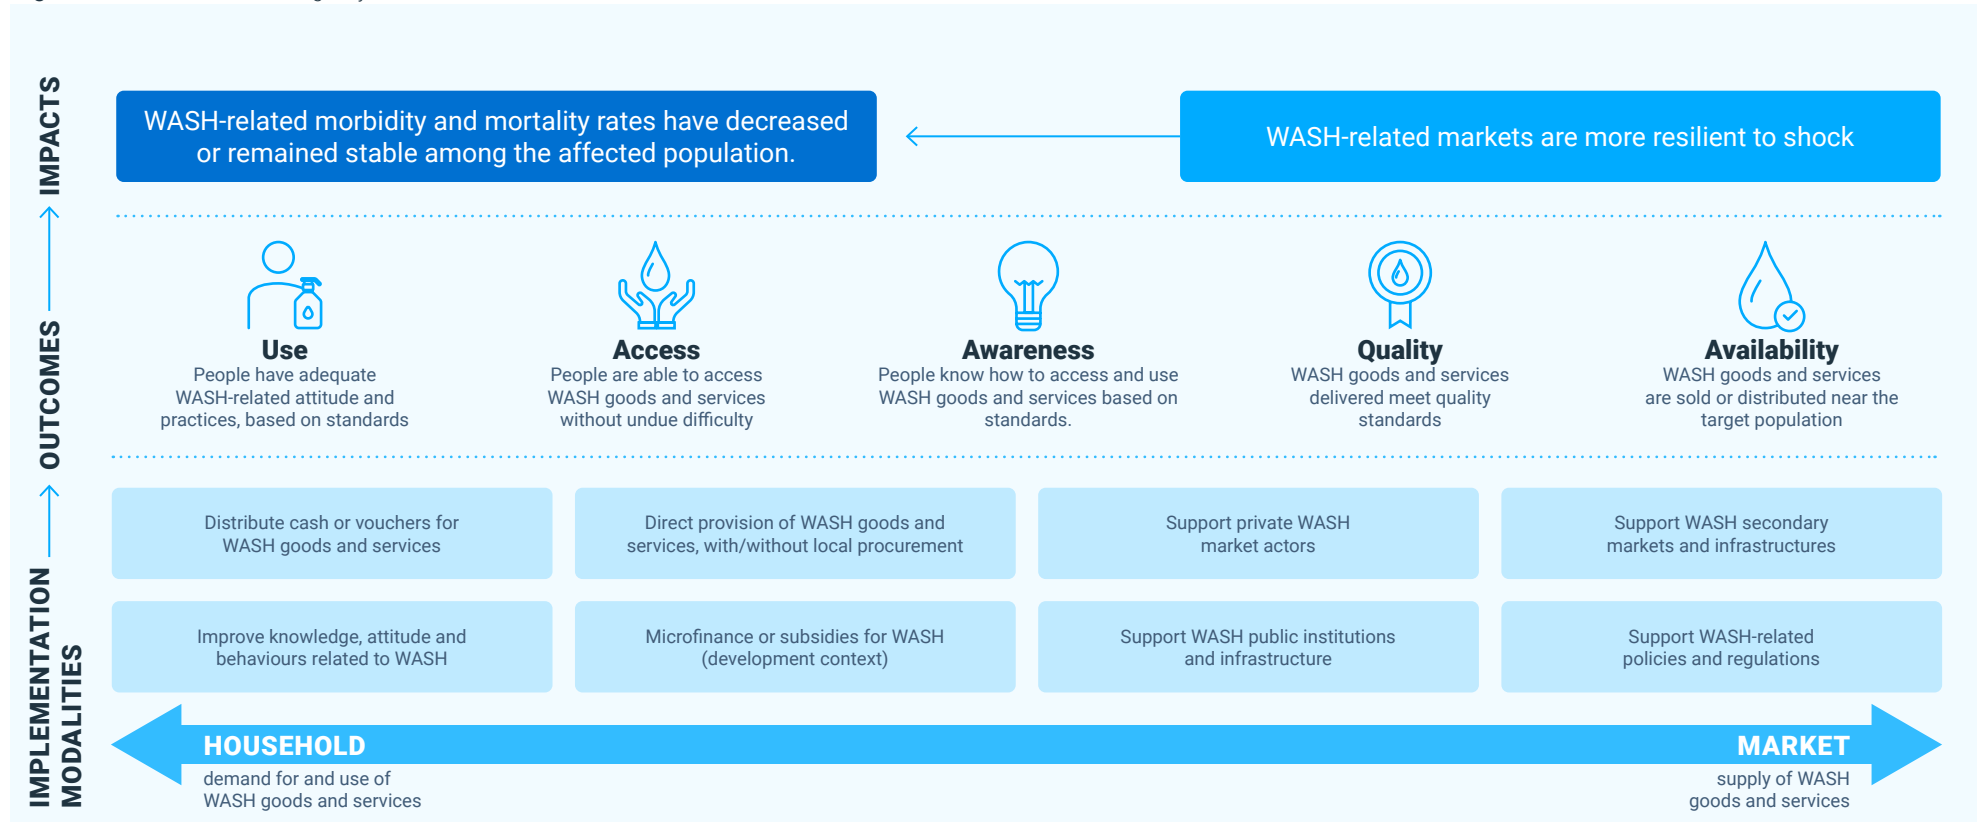 IMPACTS
WASH-related morbidity and mortality rates have decreased
or remained stable among the affected population.
WASH-related markets are more resilient to shock
OUTCOMES
Use
People have adequate
WASH-related attitude and
practices, based on standards
Access
People are able to access
WASH goods and services
without undue difficulty
Awareness
People know how to access and use
WASH goods and services based on
standards.
Quality
WASH goods and services
delivered meet quality
standards
Availability
WASH goods and services
are sold or distributed near the
target population
IMPLEMENTATION
MODALITIES
Distribute cash or vouchers for
WASH goods and services
Direct provision of WASH goods and
services, with/without local procurement
Support private WASH
market actors
Support WASH secondary
markets and infrastructures
Improve knowledge, attitude and
behaviours related to WASH
Microfinance or subsidies for WASH
(development context)
Support WASH public institutions
and infrastructure
Support WASH-related
policies and regulations
HOUSEHOLD
demand for and use of
WASH goods and services
MARKET
supply of WASH
goods and services